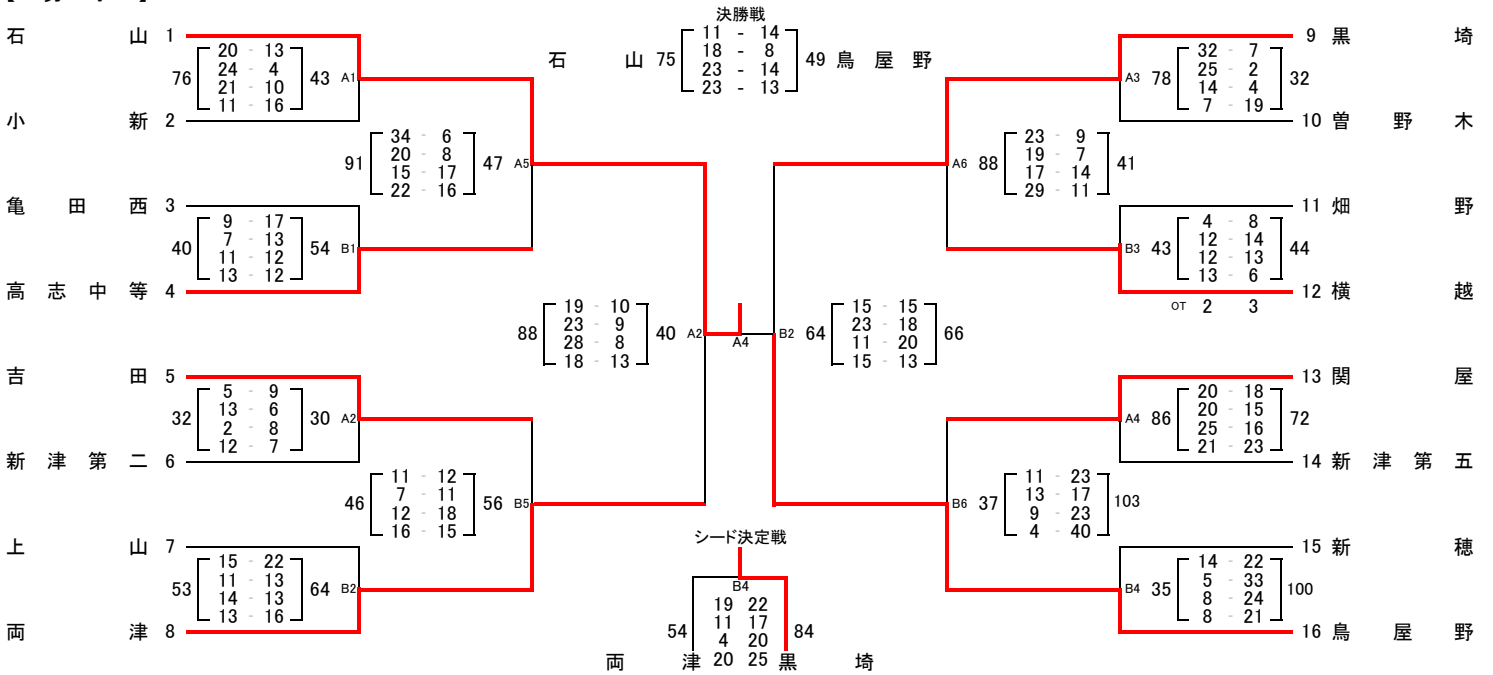 決勝戦
石山 75 49 鳥屋野
11 - 14
18 - 8
23 - 14
23 - 13
石山 1
76 43 A1
20 - 13
24 - 4
21 - 10
11 - 16
小新 2
91 47 A5
34 - 6
20 - 8
15 - 17
22 - 16
亀田西 3
40 54 B1
9 - 17
7 - 13
11 - 12
13 - 12
高志中等 4
88 40 A2
19 - 10
23 - 9
28 - 8
18 - 13
吉田 5
32 30 A2
5 - 9
13 - 6
2 - 8
12 - 7
新津第二 6
46 56 B5
11 - 12
7 - 11
12 - 18
16 - 15
上山 7
53 64 B2
15 - 22
11 - 13
14 - 13
13 - 16
両津 8
A4
9 黒埼
A3 78 32
32 - 7
25 - 2
14 - 4
7 - 19
10 曽野木
A6 88 41
23 - 9
19 - 7
17 - 14
29 - 11
11 畑野
B3 43 44
4 - 8
12 - 14
12 - 13
13 - 6
OT 2 3
12 横越
B2 64 66
15 - 15
23 - 18
11 - 20
15 - 13
13 関屋
A4 86 72
20 - 18
20 - 15
25 - 16
21 - 23
14 新津第五
B6 37 103
11 - 23
13 - 17
9 - 23
4 - 40
15 新穂
B4 35 100
14 - 22
5 - 33
8 - 24
8 - 21
16 鳥屋野
シード決定戦
B4
19 22
11 17
54 4 20 84
両津 20 25 黒埼